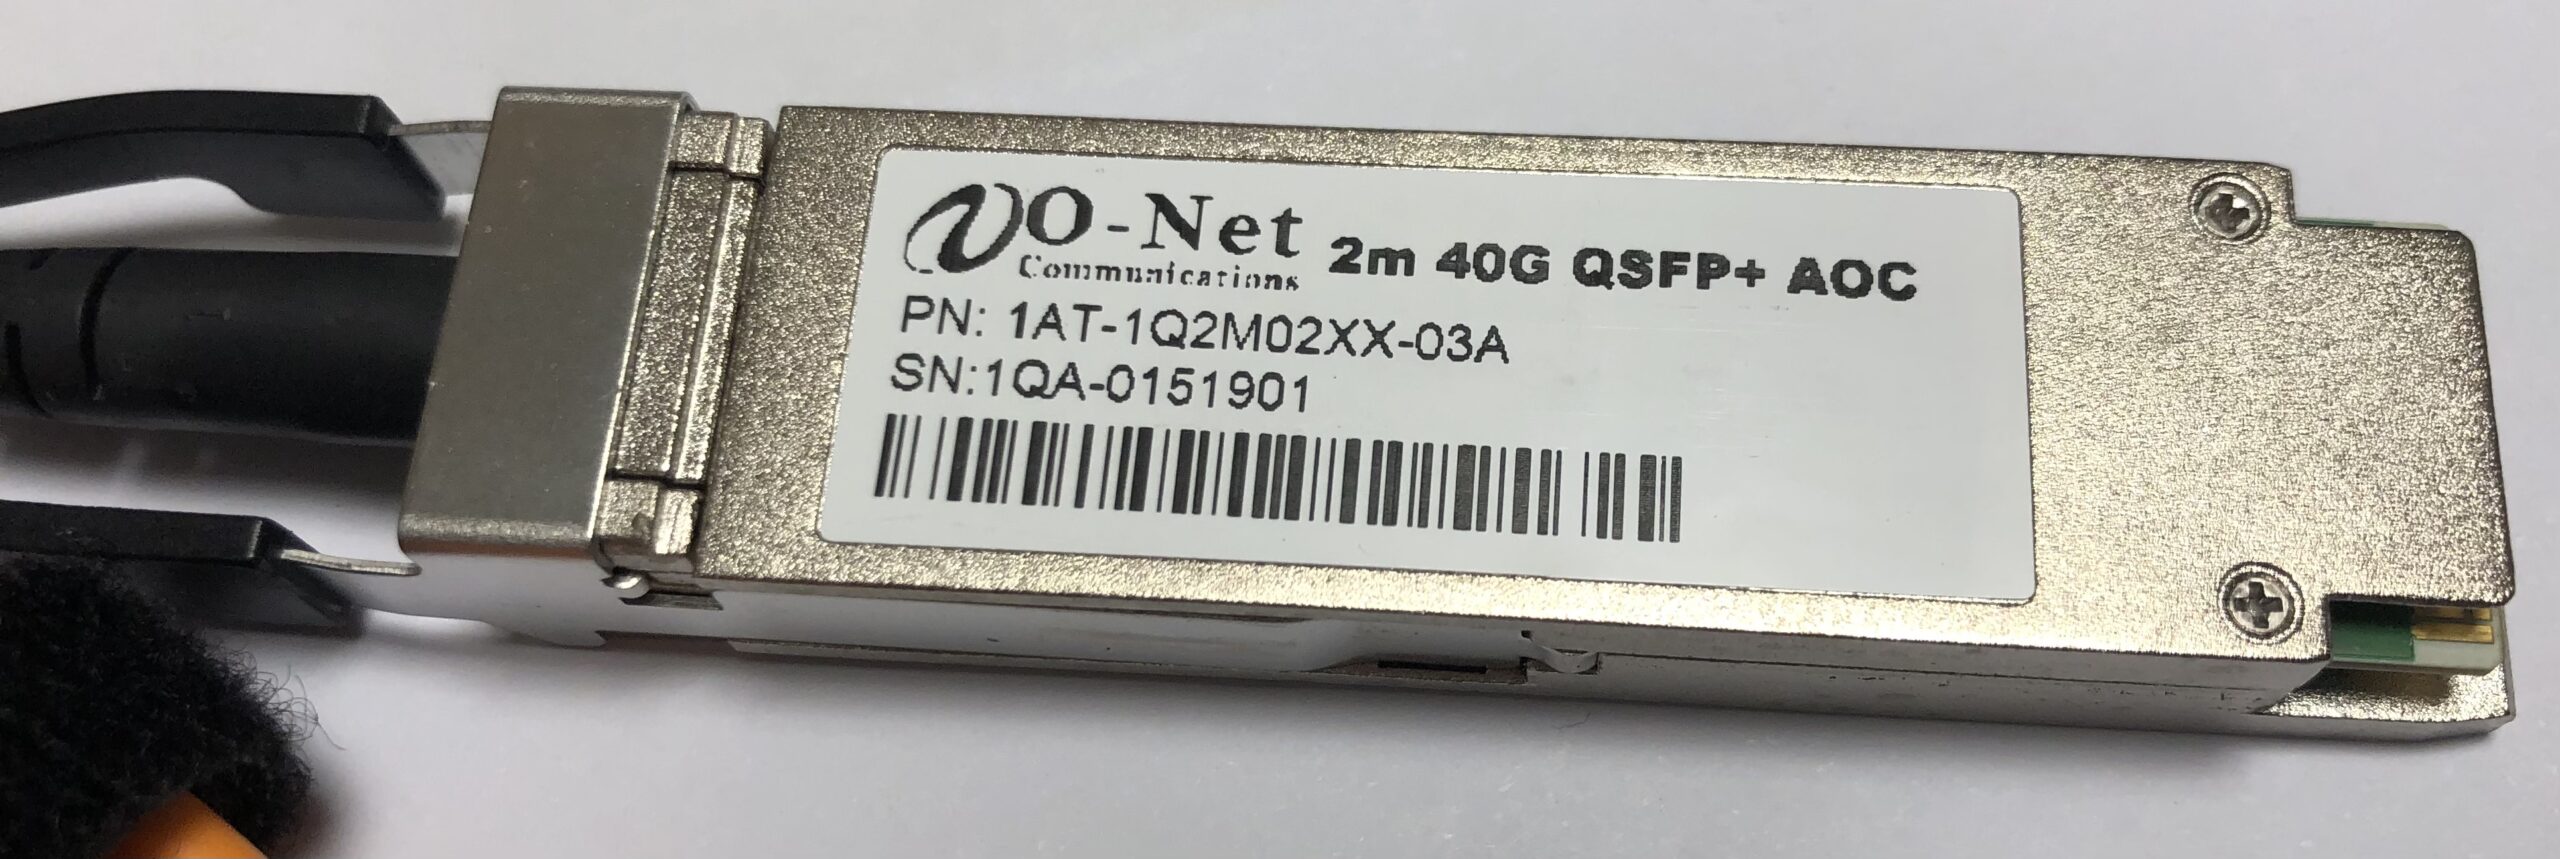 O-Net 2m 40G QSFP+ AOC
Communications
PN: 1AT-1Q2M02XX-03A
SN:1QA-0151901